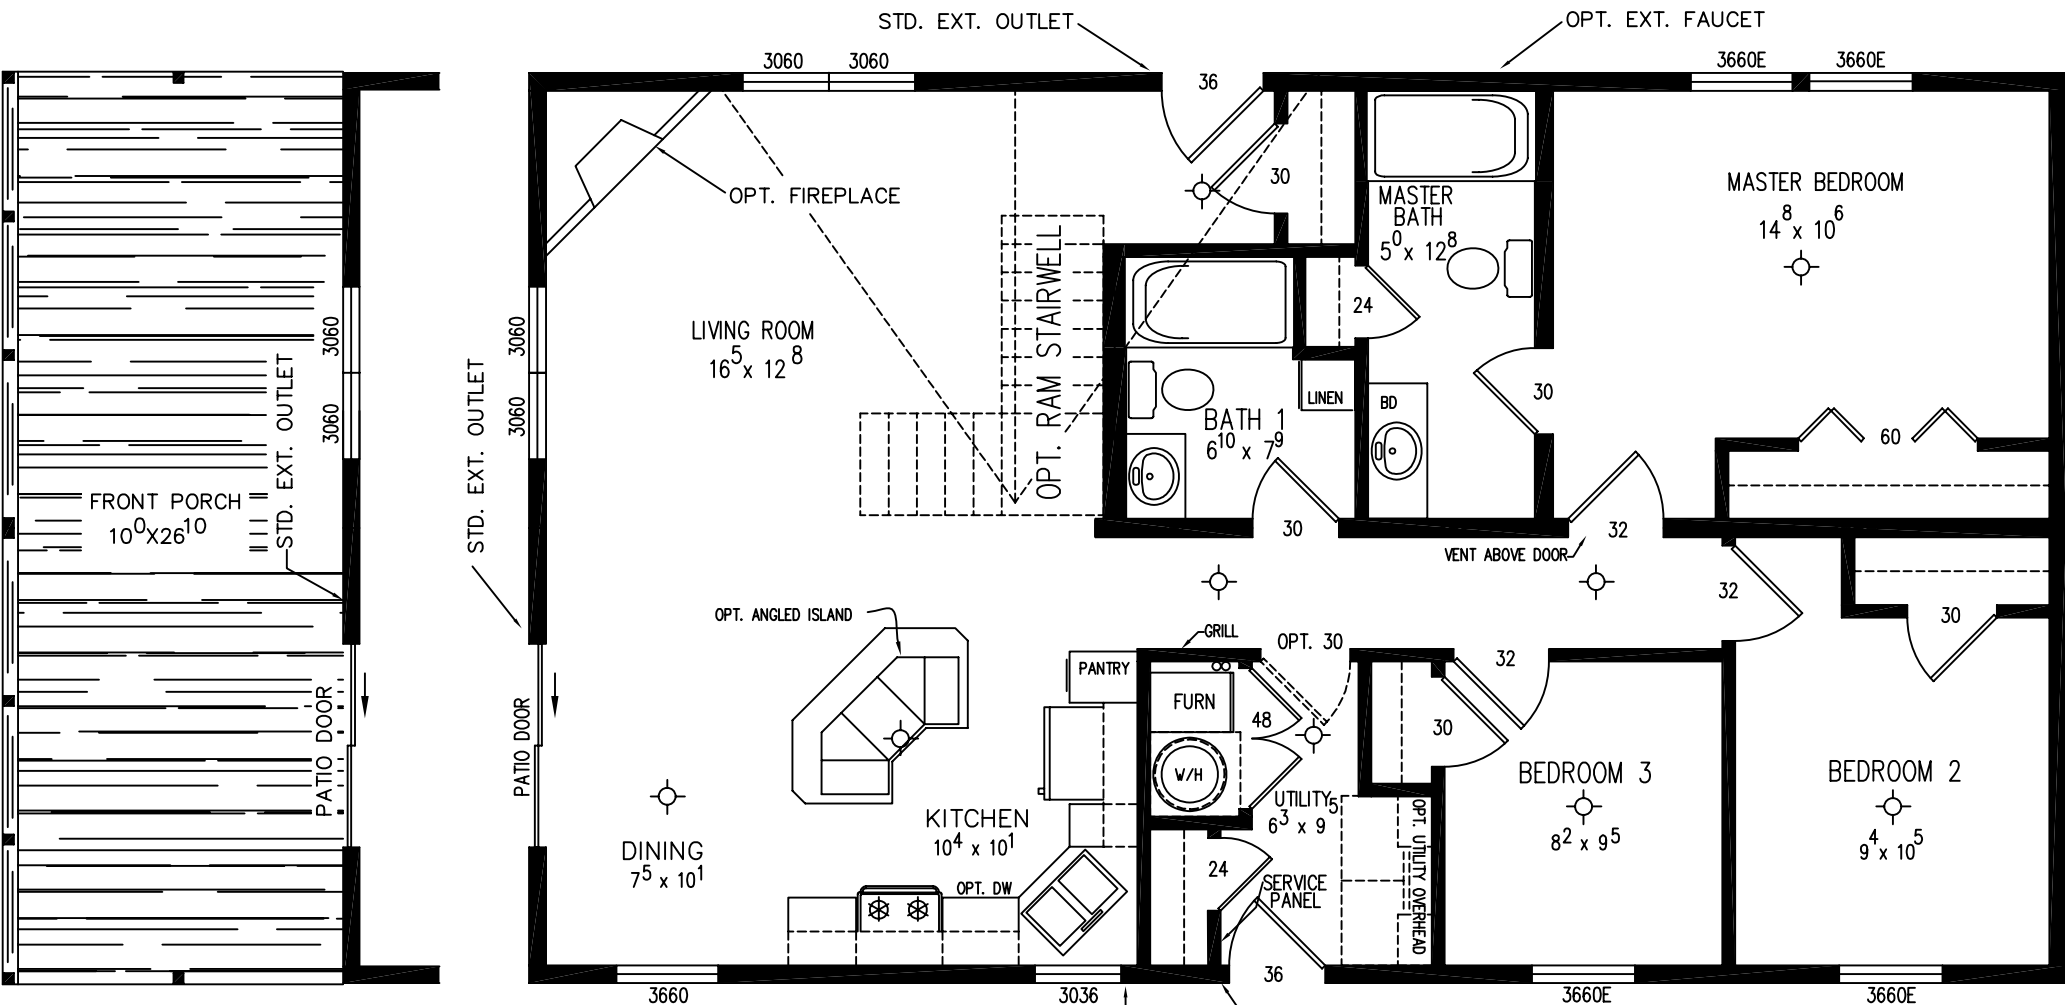 STD. EXT. OUTLET
OPT. EXT. FAUCET
3060
3060
3660E
3660E
36
30
OPT. FIREPLACE
MASTER
BATH
5⁰ x 12⁸
MASTER BEDROOM
14⁸ x 10⁶
24
30
60
LIVING ROOM
16⁵ x 12⁸
OPT. RAM STAIRWELL
LINEN
BD
BATH 1
6¹⁰ x 7⁹
30
3060
3060
3060
3060
STD. EXT. OUTLET
STD. EXT. OUTLET
FRONT PORCH
10⁰X26¹⁰
VENT ABOVE DOOR
32
32
30
OPT. ANGLED ISLAND
GRILL
OPT. 30
32
PANTRY
FURN
48
30
W/H
PATIO DOOR
PATIO DOOR
UTILITY
6³ x 9⁵
BEDROOM 3
8² x 9⁵
BEDROOM 2
9⁴ x 10⁵
KITCHEN
10⁴ x 10¹
DINING
7⁵ x 10¹
OPT. DW
24
SERVICE
PANEL
OPT. UTILITY OVERHEAD
36
3660
3036
3660E
3660E